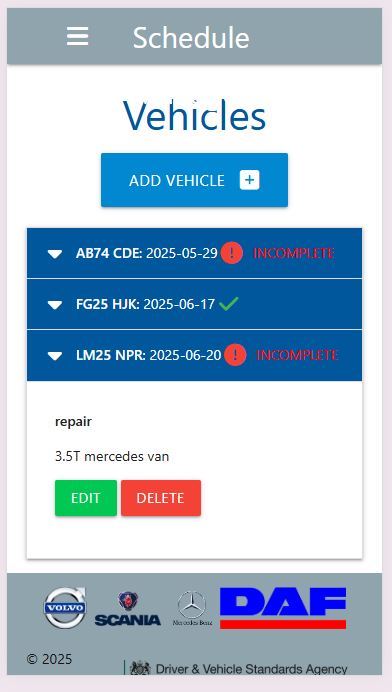 Schedule
Vehicles
ADD VEHICLE
AB74 CDE: 2025-05-29 ! INCOMPLETE
FG25 HJK: 2025-06-17
LM25 NPR: 2025-06-20 ! INCOMPLETE
repair
3.5T mercedes van
EDIT DELETE
VOLVO SCANIA Mercedes Benz DAF
© 2025
Driver & Vehicle Standards Agency